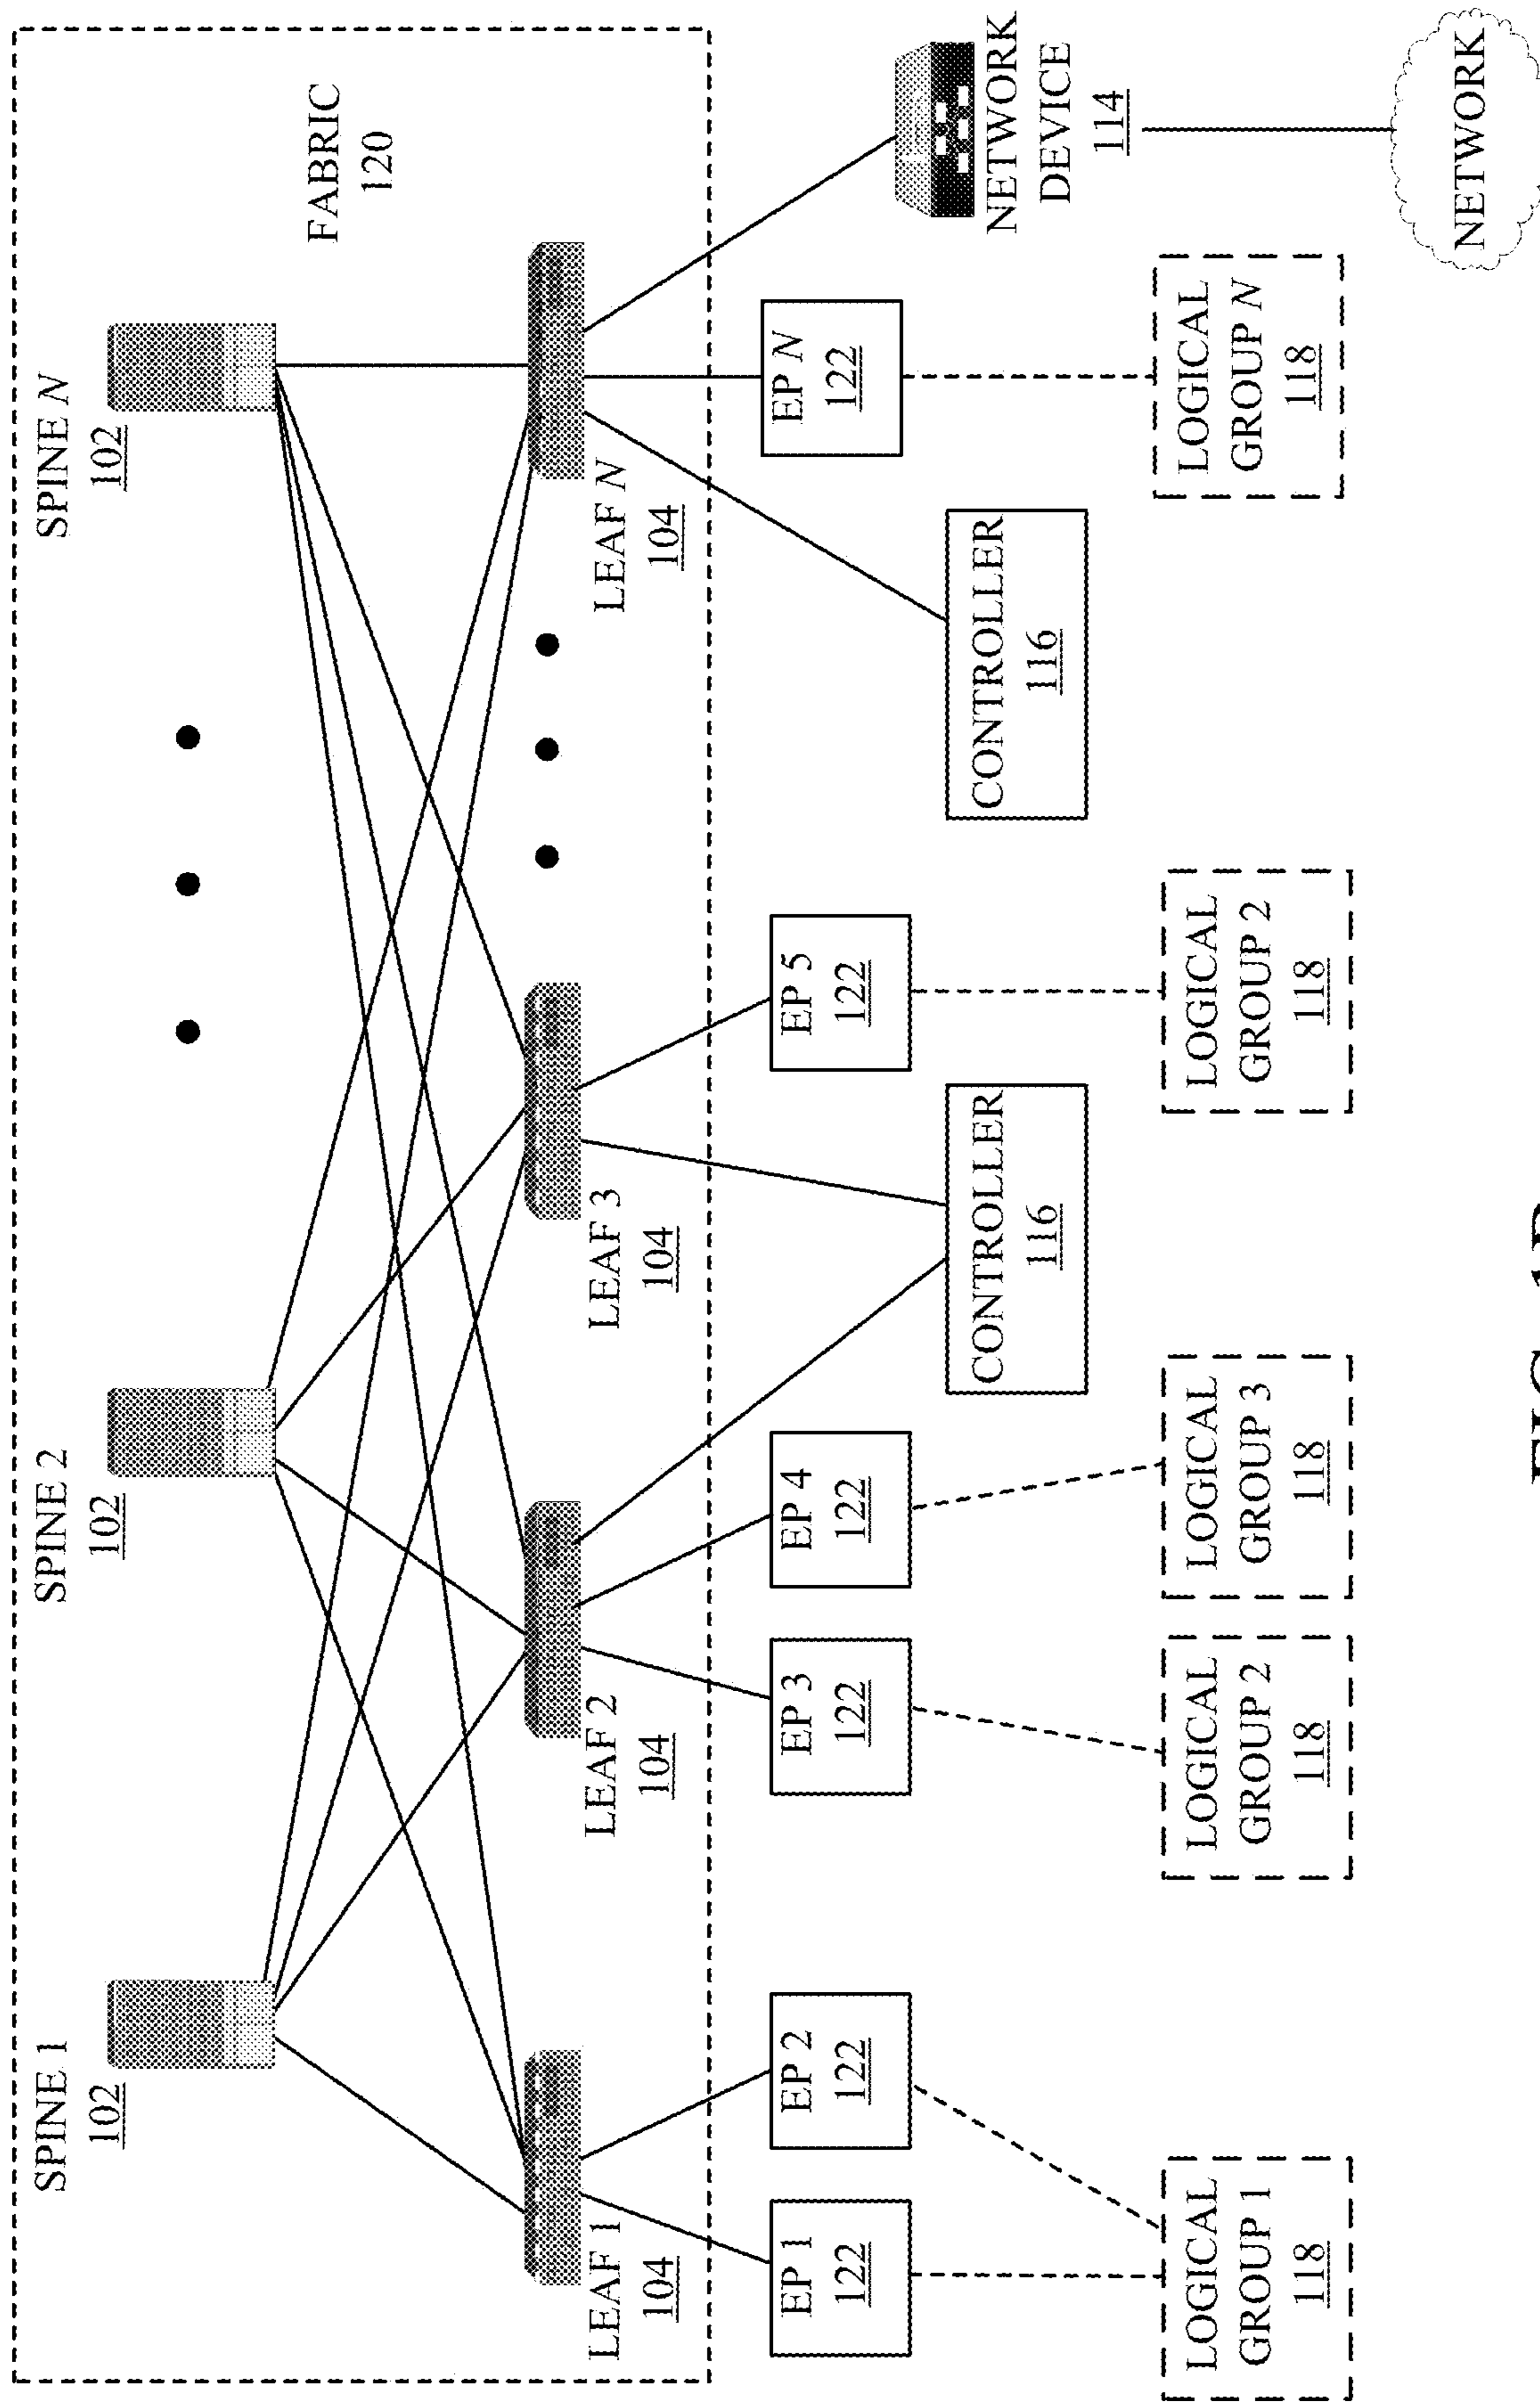 SPINE 1
102
SPINE 2
102
SPINE N
102
FABRIC
120
LEAF 1
104
LEAF 2
104
LEAF 3
104
LEAF N
104
EP 1
122
EP 2
122
EP 3
122
EP 4
122
EP 5
122
EP N
122
CONTROLLER
116
CONTROLLER
116
NETWORK
DEVICE
114
LOGICAL
GROUP 1
118
LOGICAL
GROUP 2
118
LOGICAL
GROUP 3
118
LOGICAL
GROUP 2
118
LOGICAL
GROUP N
118
NETWORK